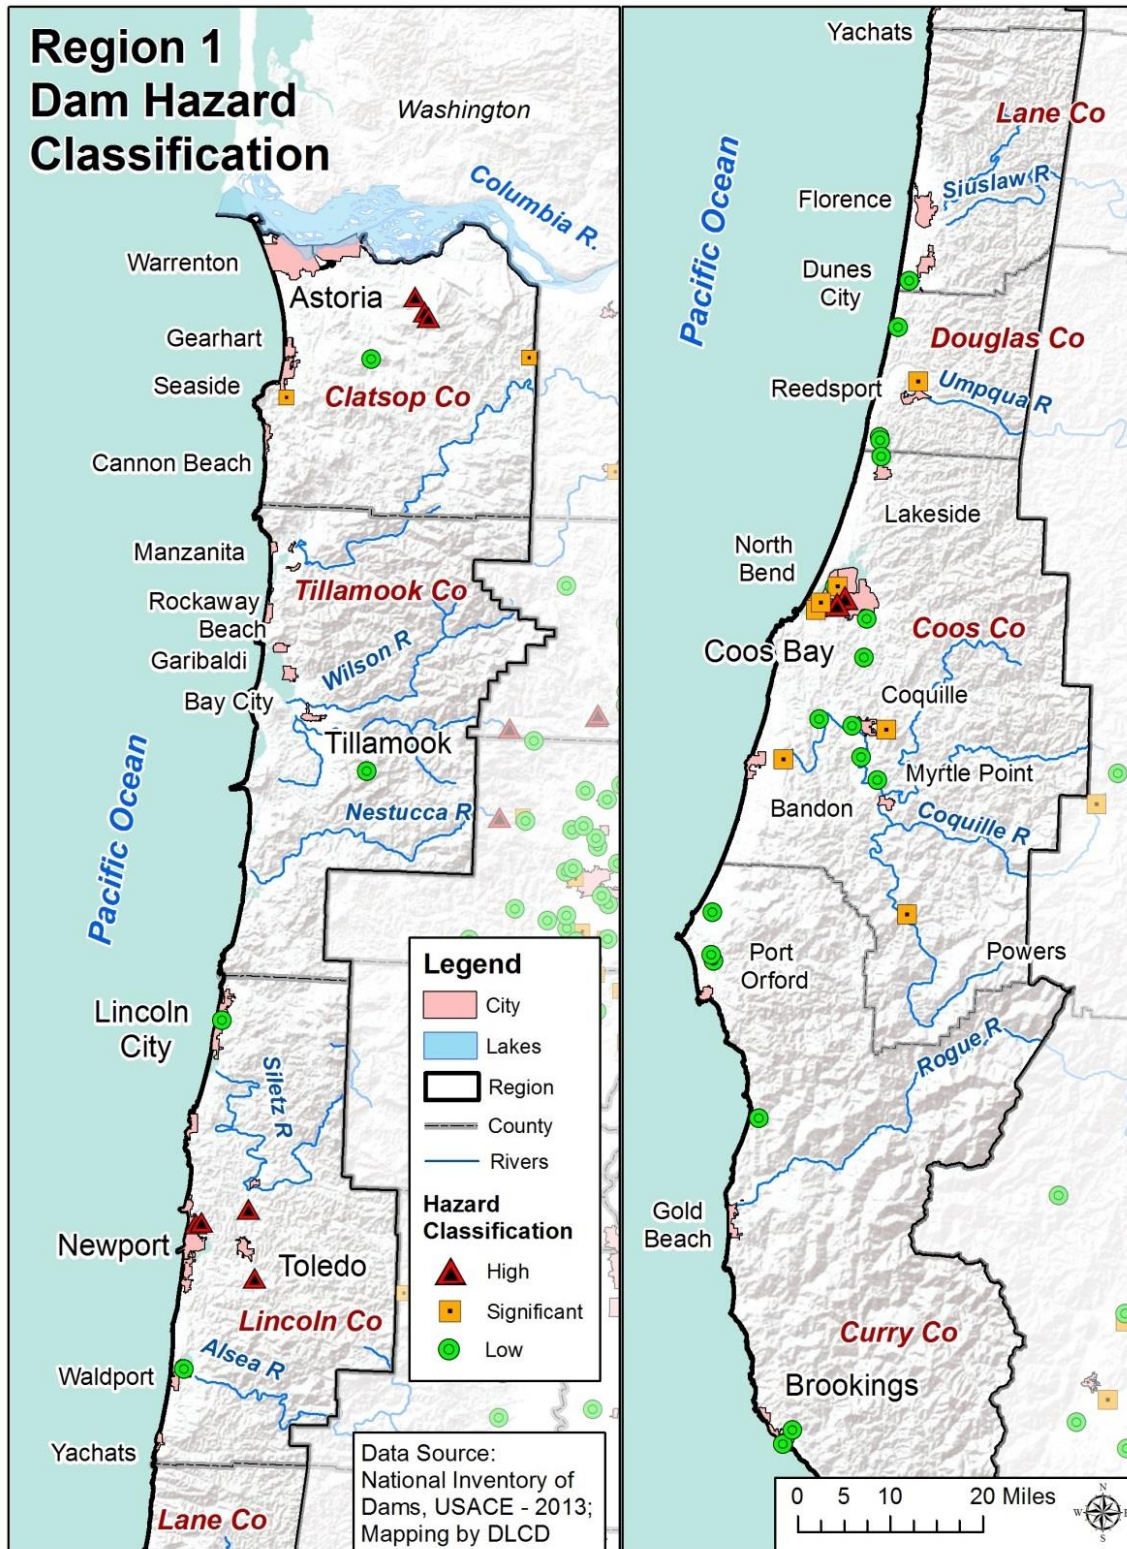 Region 1
Dam Hazard
Classification
Washington
Columbia R.
Warrenton
Astoria
Gearhart
Seaside
Clatsop Co
Cannon Beach
Manzanita
Tillamook Co
Rockaway
Beach
Wilson R
Garibaldi
Bay City
Tillamook
Pacific Ocean
Nestucca R
Lincoln
City
Siletz R
Newport
Toledo
Lincoln Co
Alsea R
Waldport
Yachats
Lane Co
Legend
City
Lakes
Region
County
Rivers
Hazard
Classification
High
Significant
Low
Data Source:
National Inventory of
Dams, USACE - 2013;
Mapping by DLCD
Yachats
Lane Co
Pacific Ocean
Siuslaw R
Florence
Dunes
City
Douglas Co
Reedsport
Umpqua R
Lakeside
North
Bend
Coos Co
Coos Bay
Coquille
Myrtle Point
Bandon
Coquille R
Port
Orford
Powers
Rogue R
Gold
Beach
Curry Co
Brookings
0 5 10 20 Miles
N
W E
S